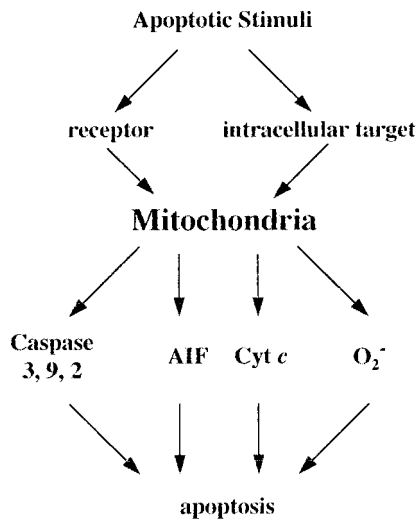 Apoptotic Stimuli
receptor intracellular target
Mitochondria
Caspase
3, 9, 2
AIF Cyt c O₂⁻
apoptosis